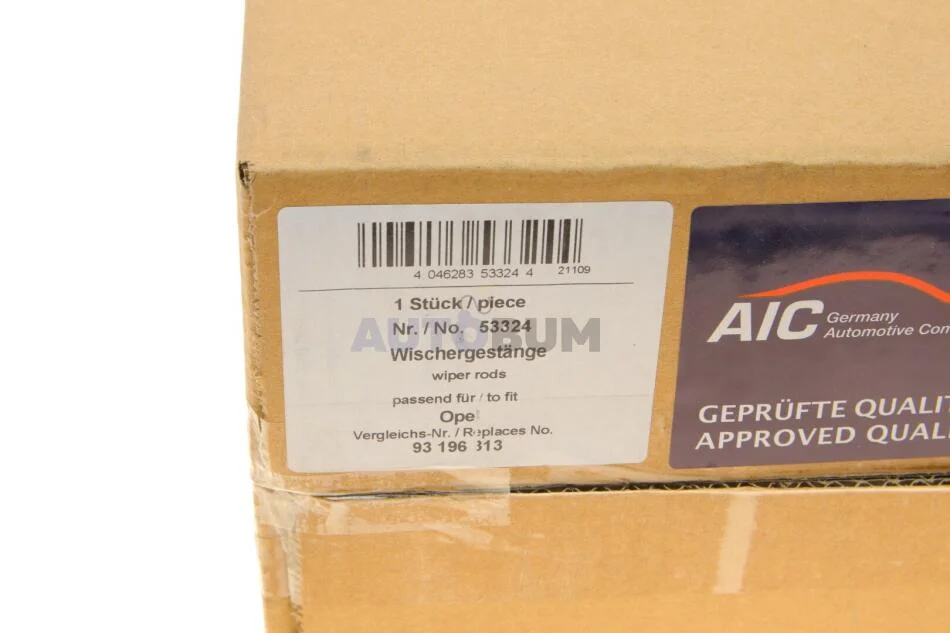 4 046283 53324 4
21109
1 Stück / piece
Nr. / No. 53324
AUTOBUM
Wischergestänge
wiper rods
passend für / to fit
Opel
Vergleichs-Nr. / Replaces No.
93 196 313
AIC Germany
Automotive Com
GEPRÜFTE QUALIT
APPROVED QUALI